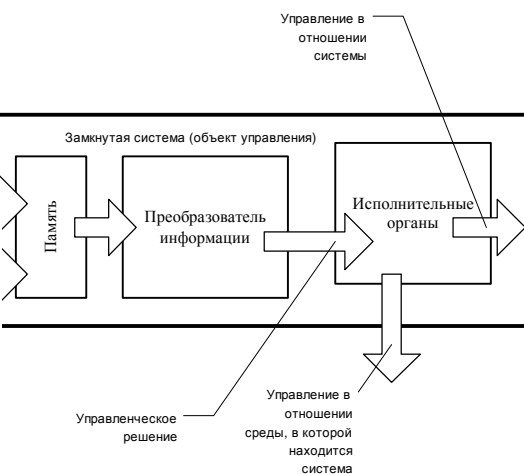 Управление в
отношении
системы
Замкнутая система (объект управления)
Память
Преобразователь
информации
Исполнительные
органы
Управленческое
решение
Управление в
отношении
среды, в которой
находится
система